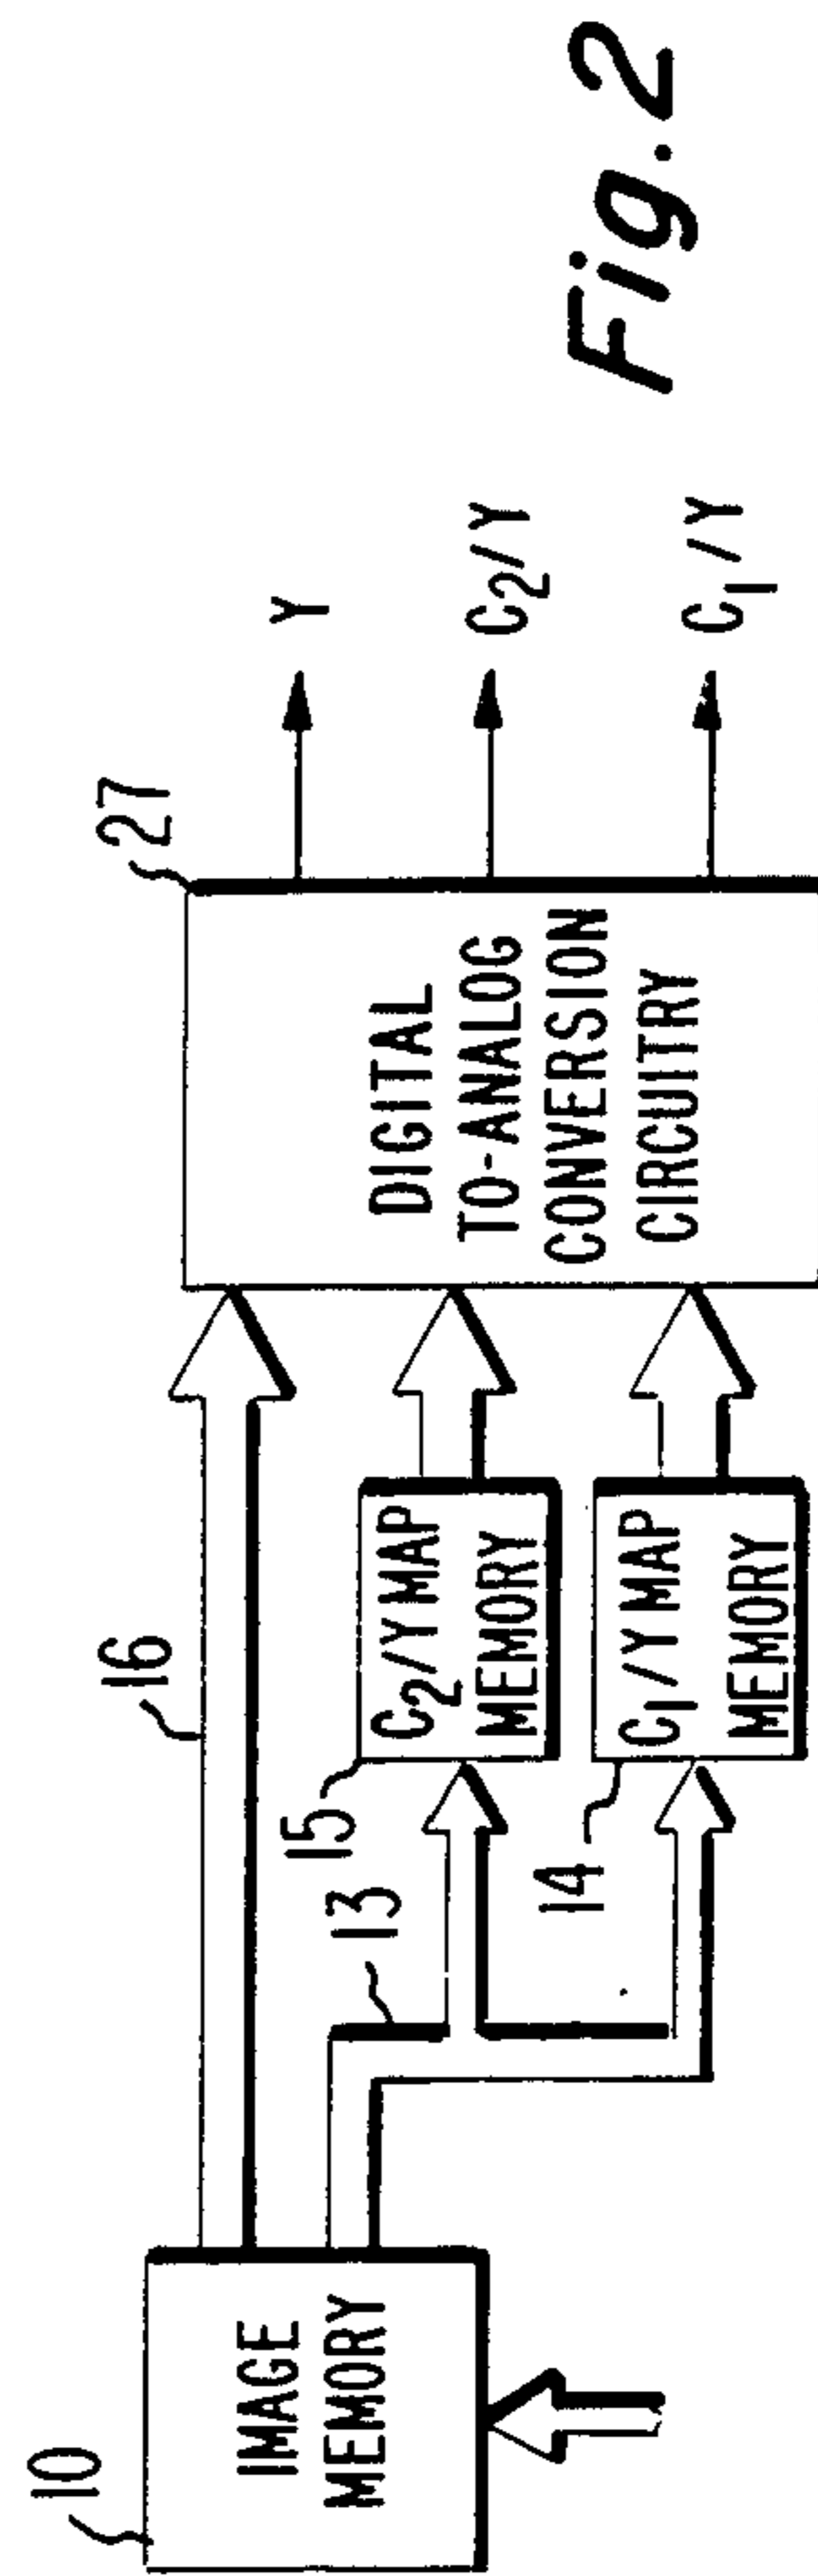 10
IMAGE
MEMORY
16
13
15
C₂/Y MAP
MEMORY
14
C₁/Y MAP
MEMORY
27
DIGITAL
TO-ANALOG
CONVERSION
CIRCUITRY
Y
C₂/Y
C₁/Y
Fig. 2